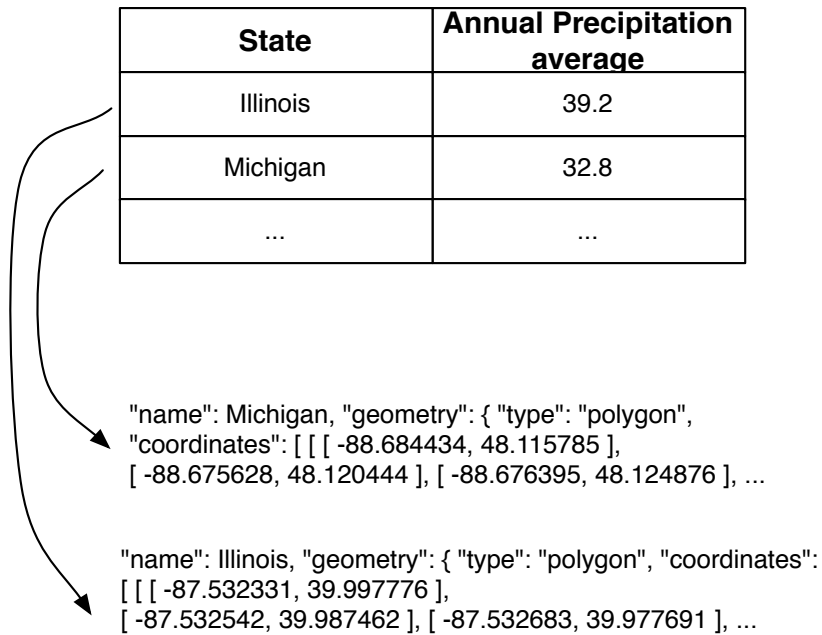 State
Annual Precipitation
average
Illinois
39.2
Michigan
32.8
...
...
"name": Michigan, "geometry": { "type": "polygon",
"coordinates": [ [ [ -88.684434, 48.115785 ],
[ -88.675628, 48.120444 ], [ -88.676395, 48.124876 ], ...
"name": Illinois, "geometry": { "type": "polygon", "coordinates":
[ [ [ -87.532331, 39.997776 ],
[ -87.532542, 39.987462 ], [ -87.532683, 39.977691 ], ...